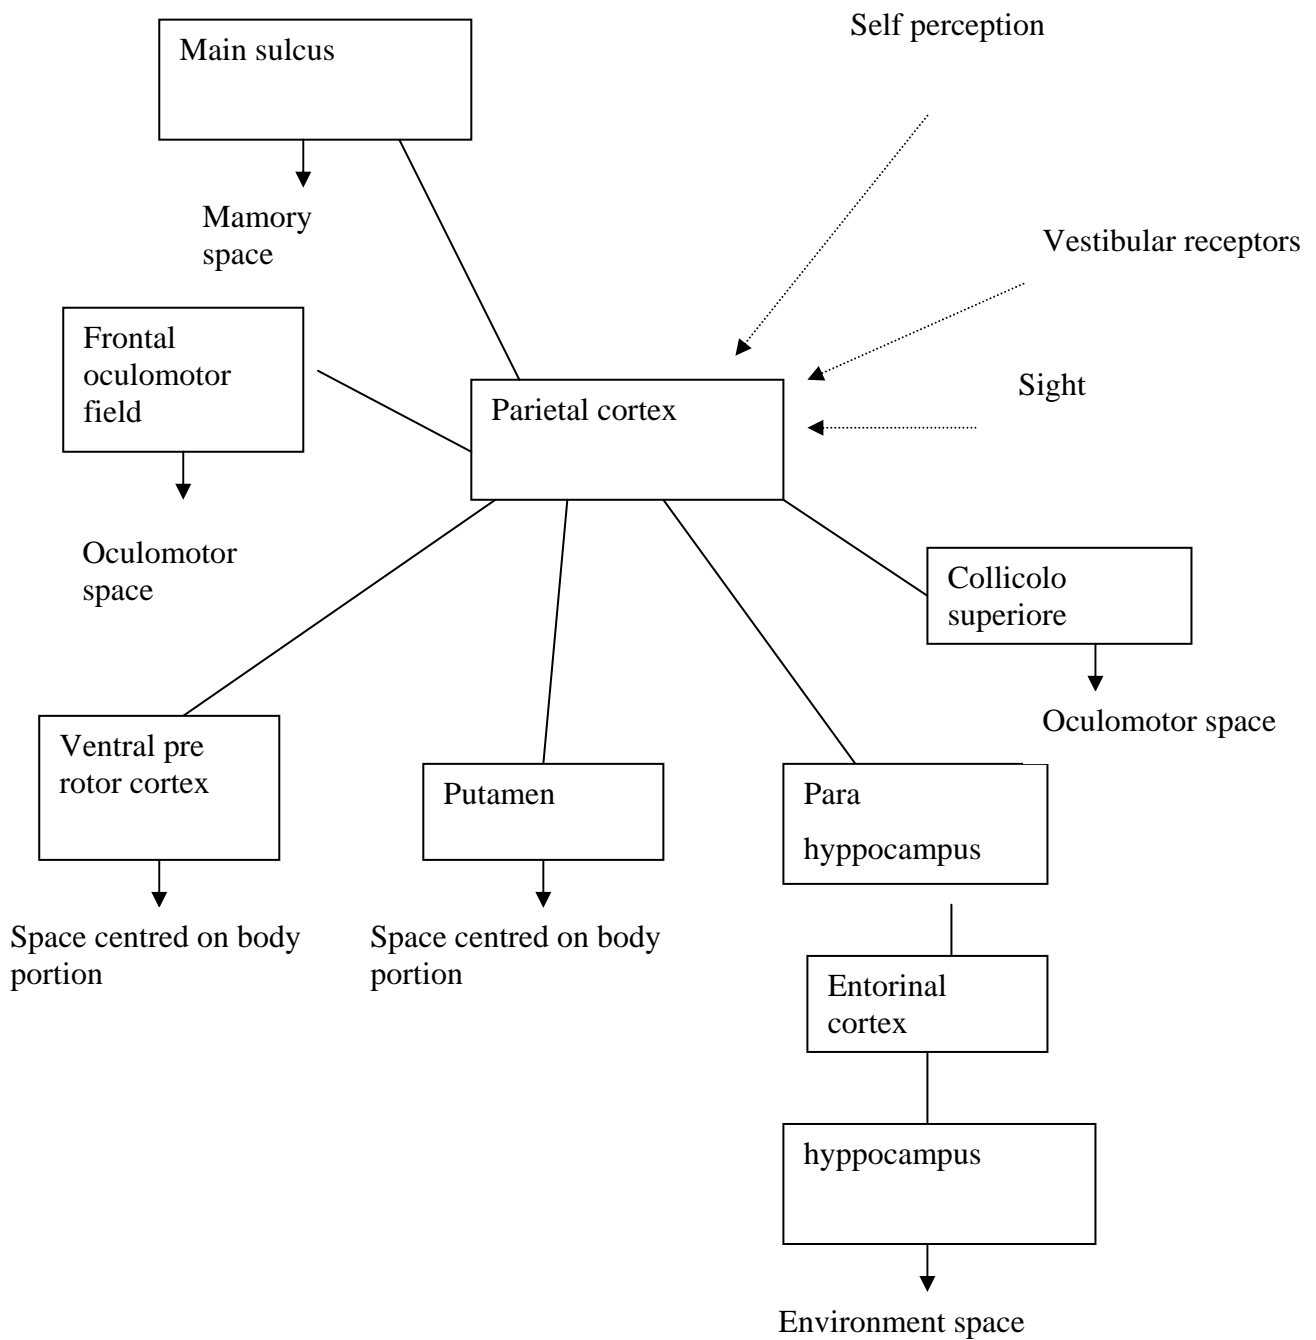 Self perception
Main sulcus
Mamory
space
Vestibular receptors
Frontal
oculomotor
field
Sight
Parietal cortex
Oculomotor
space
Collicolo
superiore
Oculomotor space
Ventral pre
rotor cortex
Putamen
Para
hyppocampus
Space centred on body
portion
Space centred on body
portion
Entorinal
cortex
hyppocampus
Environment space